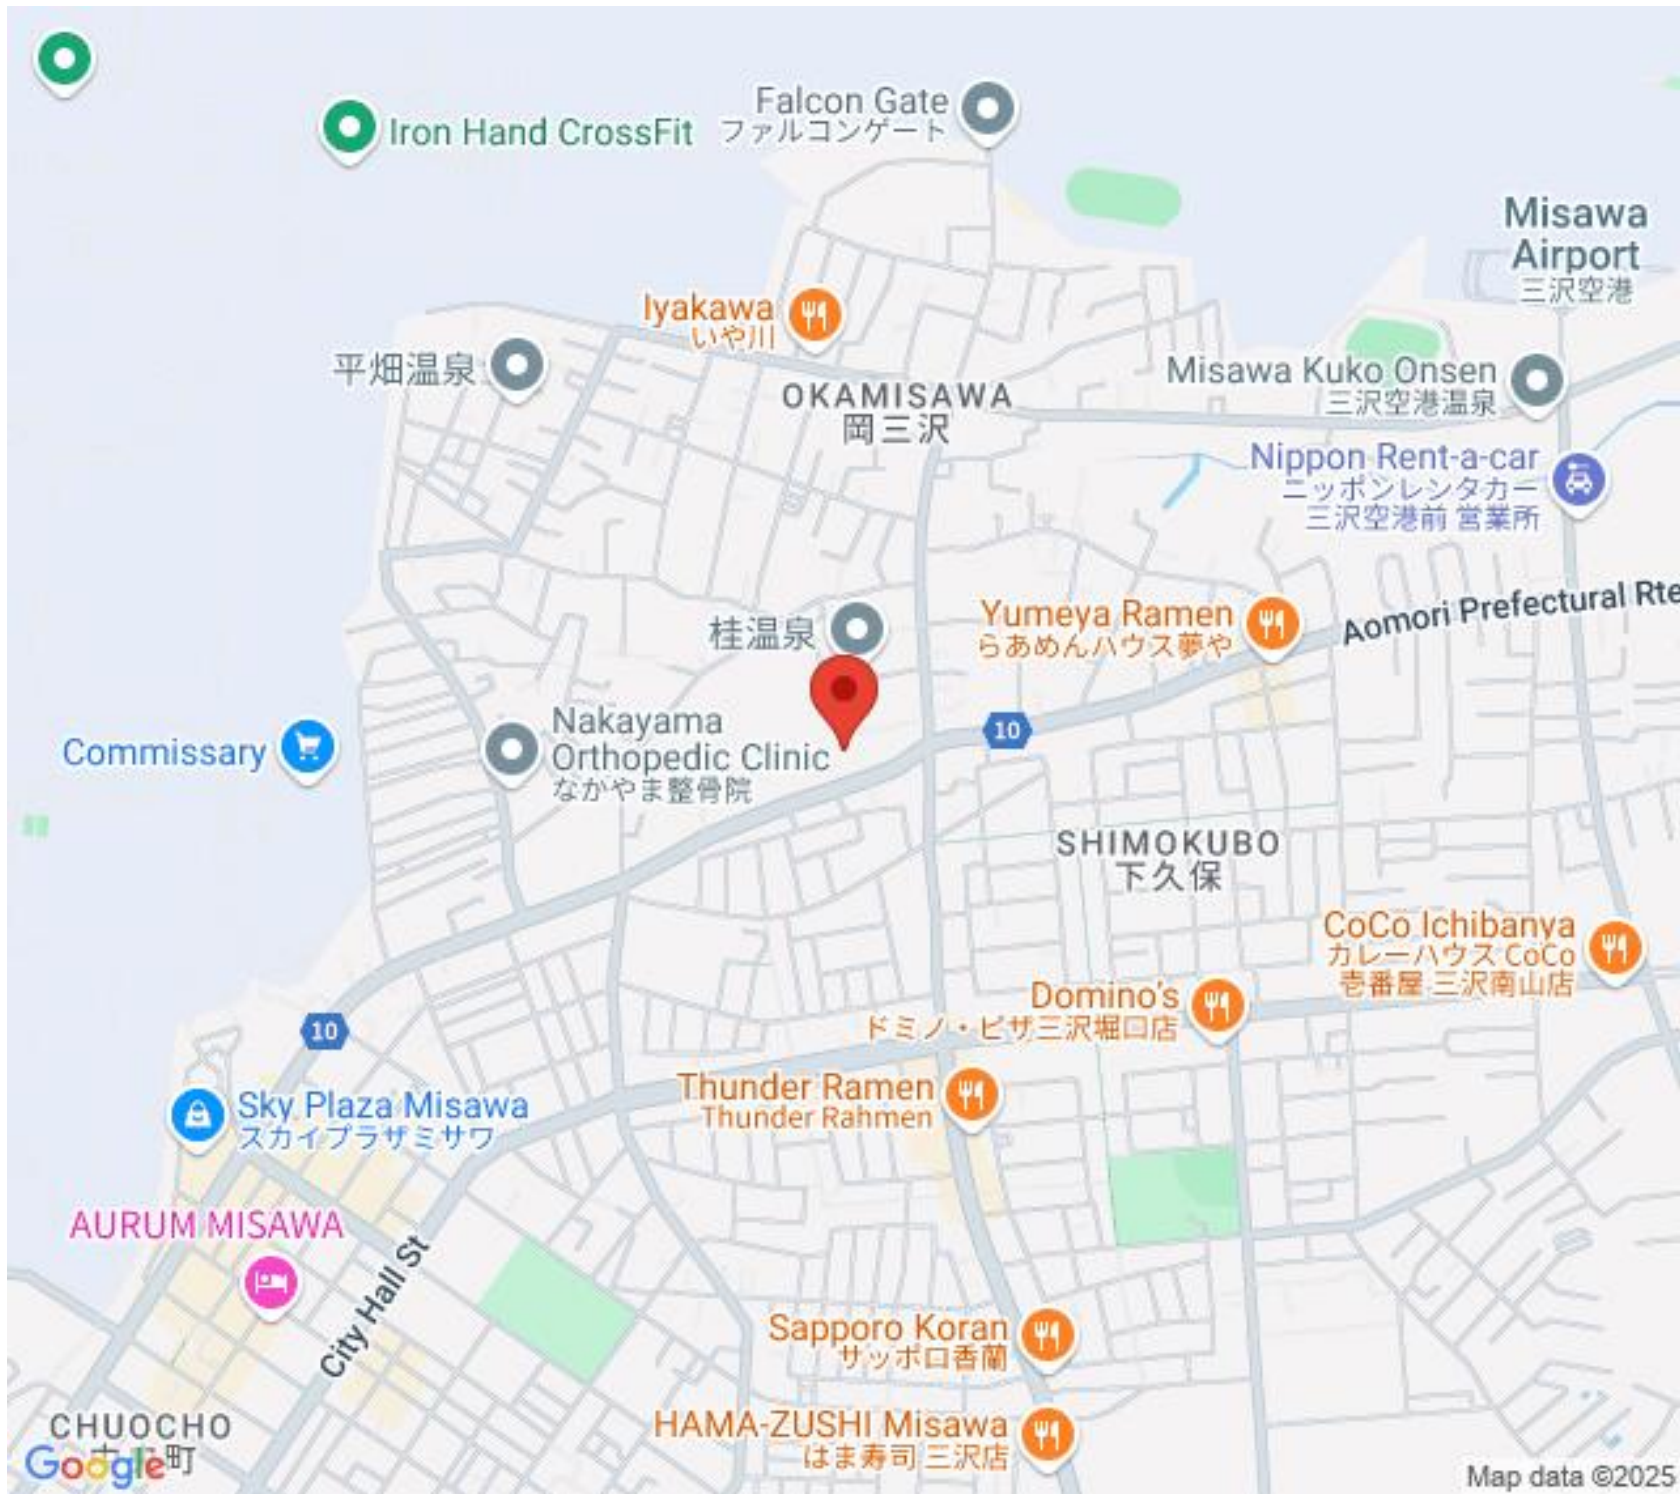 Falcon Gate
ファルコンゲート
Iron Hand CrossFit
Misawa
Airport
三沢空港
Iyakawa
いや川
平畑温泉
OKAMISAWA
岡三沢
Misawa Kuko Onsen
三沢空港温泉
Nippon Rent-a-car
ニッポンレンタカー
三沢空港前 営業所
桂温泉
Yumeya Ramen
らあめんハウス夢や
Aomori Prefectural Rte
Nakayama
Orthopedic Clinic
なかやま整骨院
10
Commissary
SHIMOKUBO
下久保
CoCo Ichibanya
カレーハウス CoCo
壱番屋 三沢南山店
Domino's
ドミノ・ピザ三沢堀口店
10
Thunder Ramen
Thunder Rahmen
Sky Plaza Misawa
スカイプラザミサワ
AURUM MISAWA
City Hall St
Sapporo Koran
サッポロ香蘭
HAMA-ZUSHI Misawa
はま寿司 三沢店
CHUOCHO
町
Google
Map data ©2025